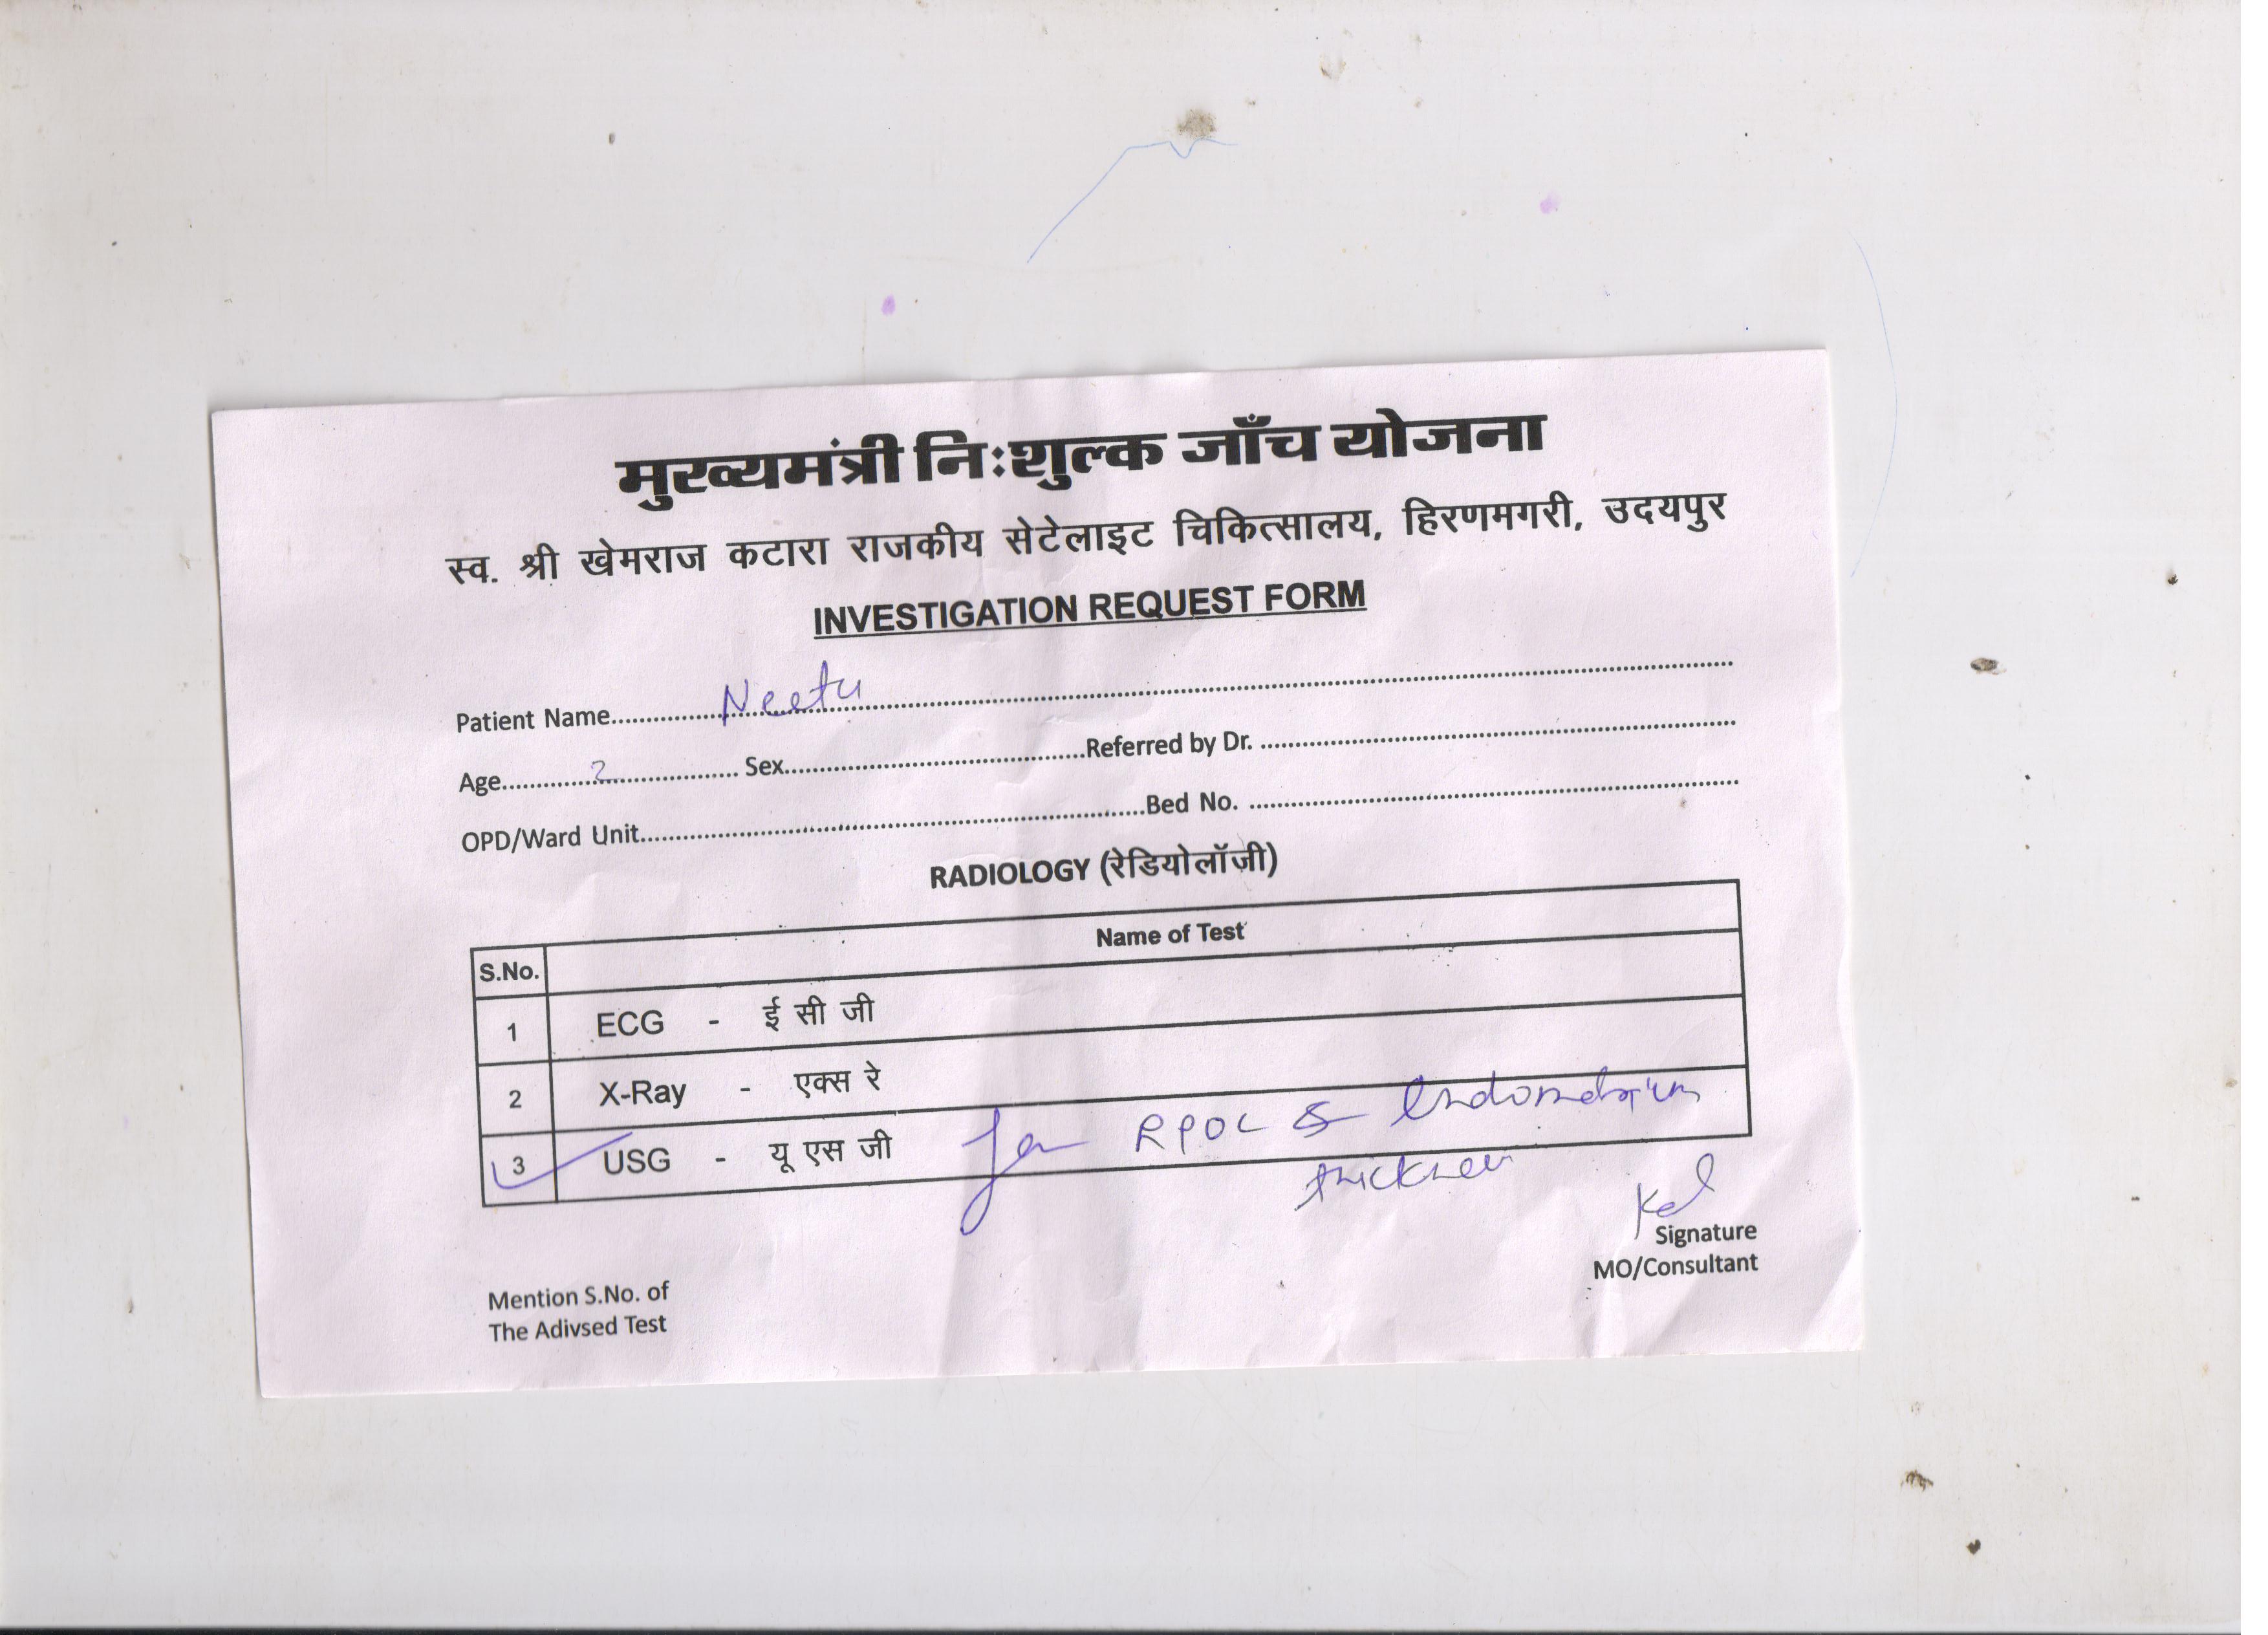 मुख्यमंत्री निःशुल्क जाँच योजना
स्व. श्री खेमराज कटारा राजकीय सेटेलाइट चिकित्सालय, हिरणमगरी, उदयपुर
INVESTIGATION REQUEST FORM
Patient Name.......... Neetu ..........
Age.......... 2 .......... Sex..........Referred by Dr. ..........
OPD/Ward Unit..........Bed No. ..........
RADIOLOGY (रेडियोलॉजी)
S.No. Name of Test
1 ECG - ई सी जी
2 X-Ray - एक्स रे
3 USG - यू एस जी for RPOC & Endometrium
thickness
Signature
MO/Consultant
Mention S.No. of
The Adivsed Test